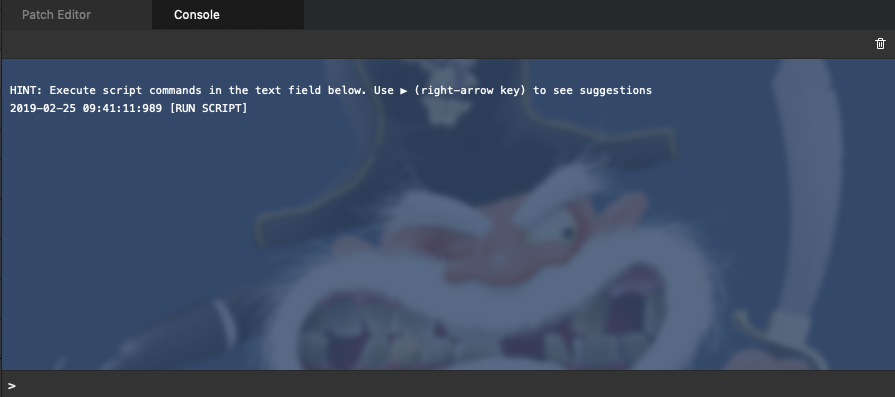 Patch Editor Console
HINT: Execute script commands in the text field below. Use ▶ (right-arrow key) to see suggestions
2019-02-25 09:41:11:989 [RUN SCRIPT]
>